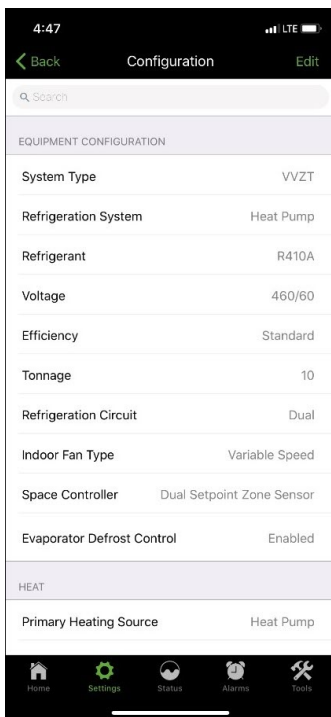 4:47 LTE
Back Configuration Edit
Search
EQUIPMENT CONFIGURATION
System Type VVZT
Refrigeration System Heat Pump
Refrigerant R410A
Voltage 460/60
Efficiency Standard
Tonnage 10
Refrigeration Circuit Dual
Indoor Fan Type Variable Speed
Space Controller Dual Setpoint Zone Sensor
Evaporator Defrost Control Enabled
HEAT
Primary Heating Source Heat Pump
Home Settings Status Alarms Tools